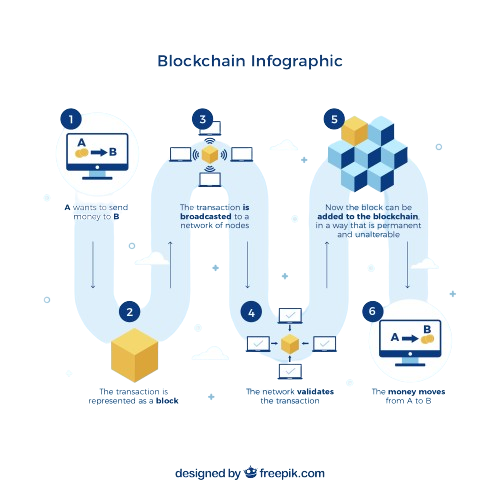 Blockchain Infographic
1
A
B
A wants to send
money to B
2
The transaction is
represented as a block
3
The transaction is
broadcasted to a
network of nodes
4
The network validates
the transaction
5
Now the block can be
added to the blockchain,
in a way that is permanent
and unalterable
6
A
B
The money moves
from A to B
designed by freepik.com